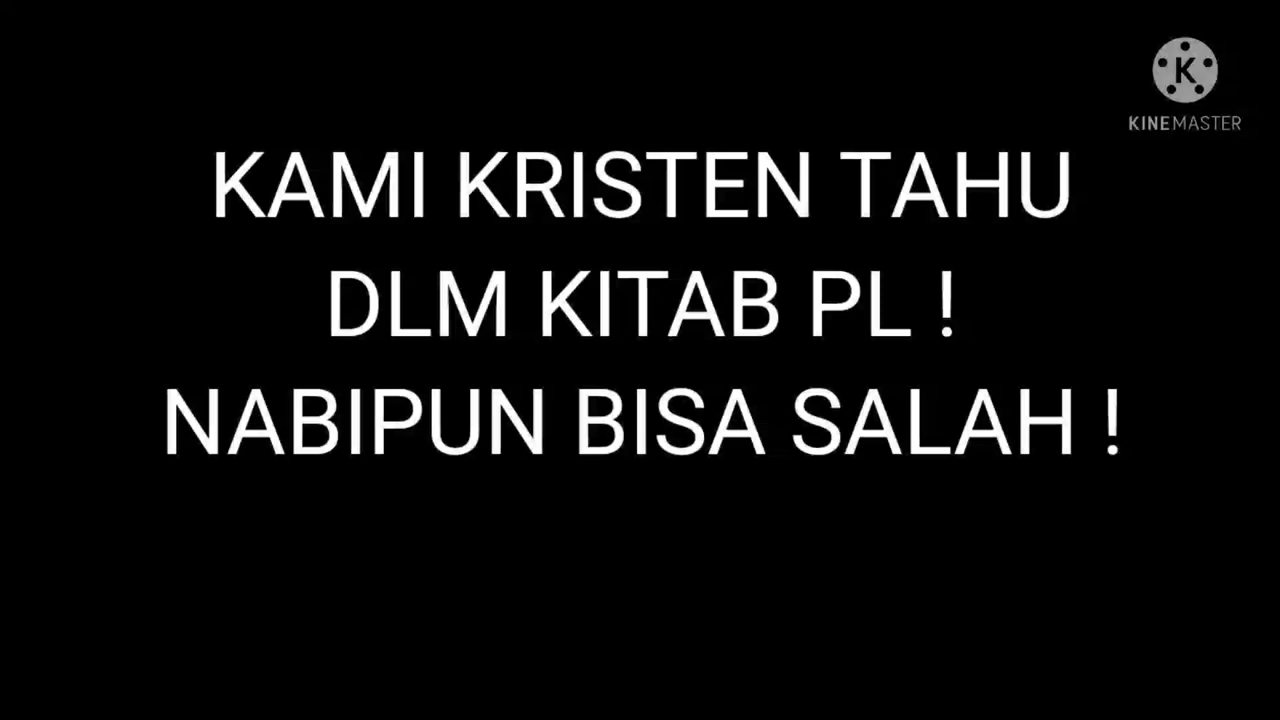 K
KINEMASTER
KAMI KRISTEN TAHU
DLM KITAB PL !
NABIPUN BISA SALAH !